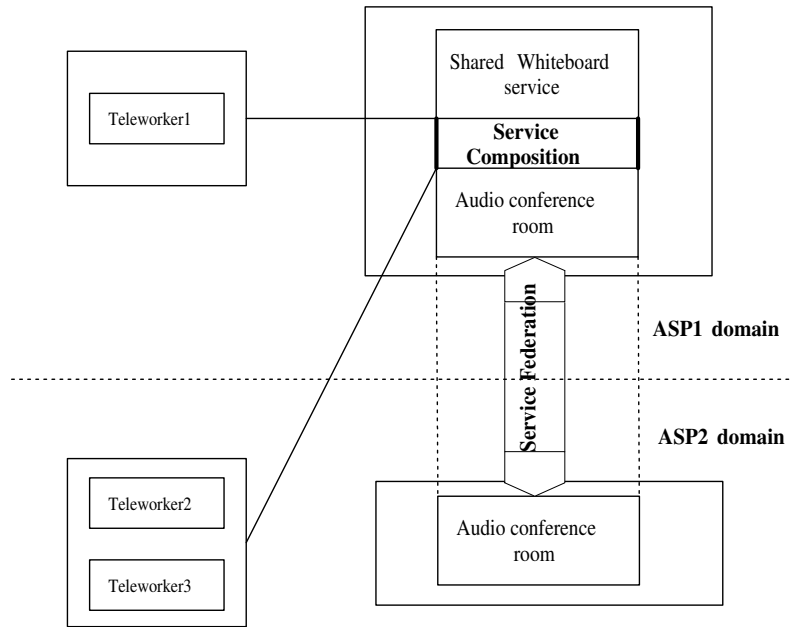 Shared Whiteboard
service
Teleworker1
Service
Composition
Audio conference
room
Service Federation
ASP1 domain
ASP2 domain
Teleworker2
Teleworker3
Audio conference
room